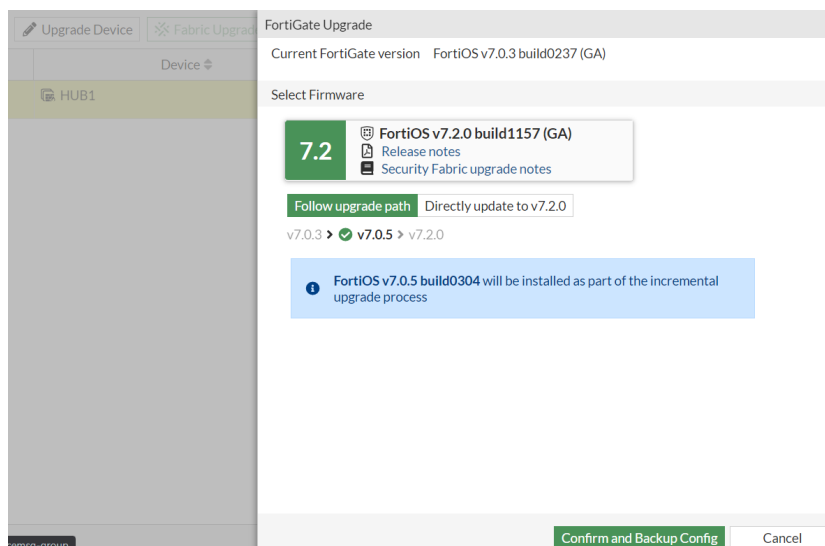 Upgrade Device
Fabric Upgrade
Device
HUB1
FortiGate Upgrade
Current FortiGate version FortiOS v7.0.3 build0237 (GA)
Select Firmware
7.2
FortiOS v7.2.0 build1157 (GA)
Release notes
Security Fabric upgrade notes
Follow upgrade path Directly update to v7.2.0
v7.0.3 > v7.0.5 > v7.2.0
FortiOS v7.0.5 build0304 will be installed as part of the incremental
upgrade process
Confirm and Backup Config Cancel